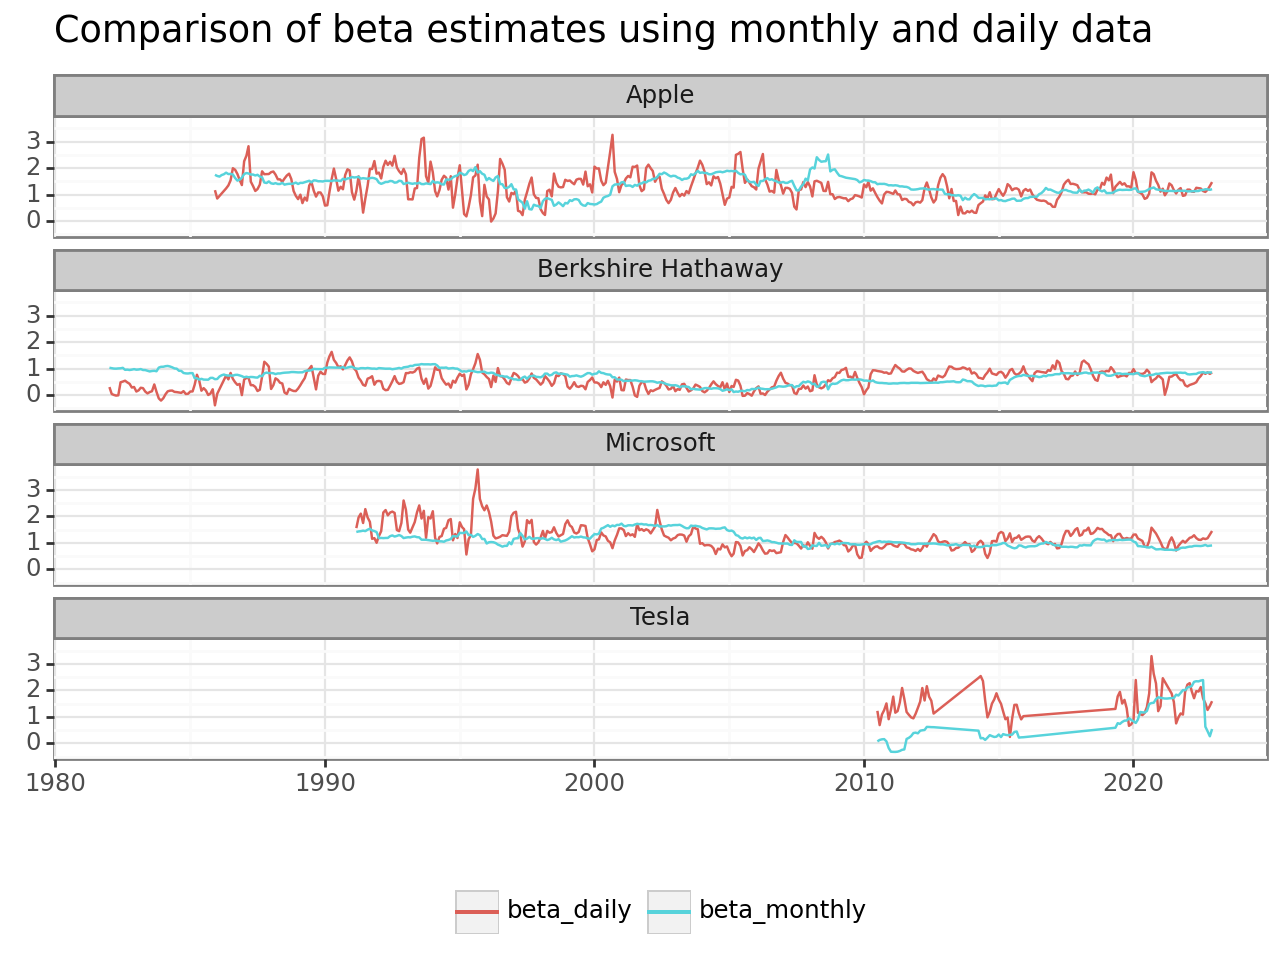 Comparison of beta estimates using monthly and daily data
Apple
3
2
1
0
Berkshire Hathaway
3
2
1
0
Microsoft
3
2
1
0
Tesla
3
2
1
0
1980 1990 2000 2010 2020
beta_daily beta_monthly